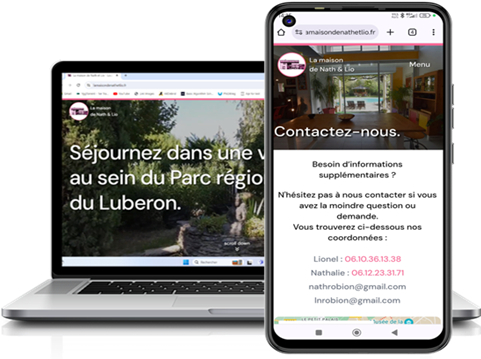 La maison
de Nath & Lio
Séjournez dans une v
au sein du Parc régio
du Luberon.
scroll down
Rechercher
amaisondenathetlio.fr
La maison
de Nath & Lio
Menu
Contactez-nous.
Besoin d'informations
supplémentaires ?
N'hésitez pas à nous contacter si vous
avez la moindre question ou
demande.
Vous trouverez ci-dessous nos
coordonnées :
Lionel : 06.10.36.13.38
Nathalie : 06.12.23.31.71
nathrobion@gmail.com
lnrobion@gmail.com